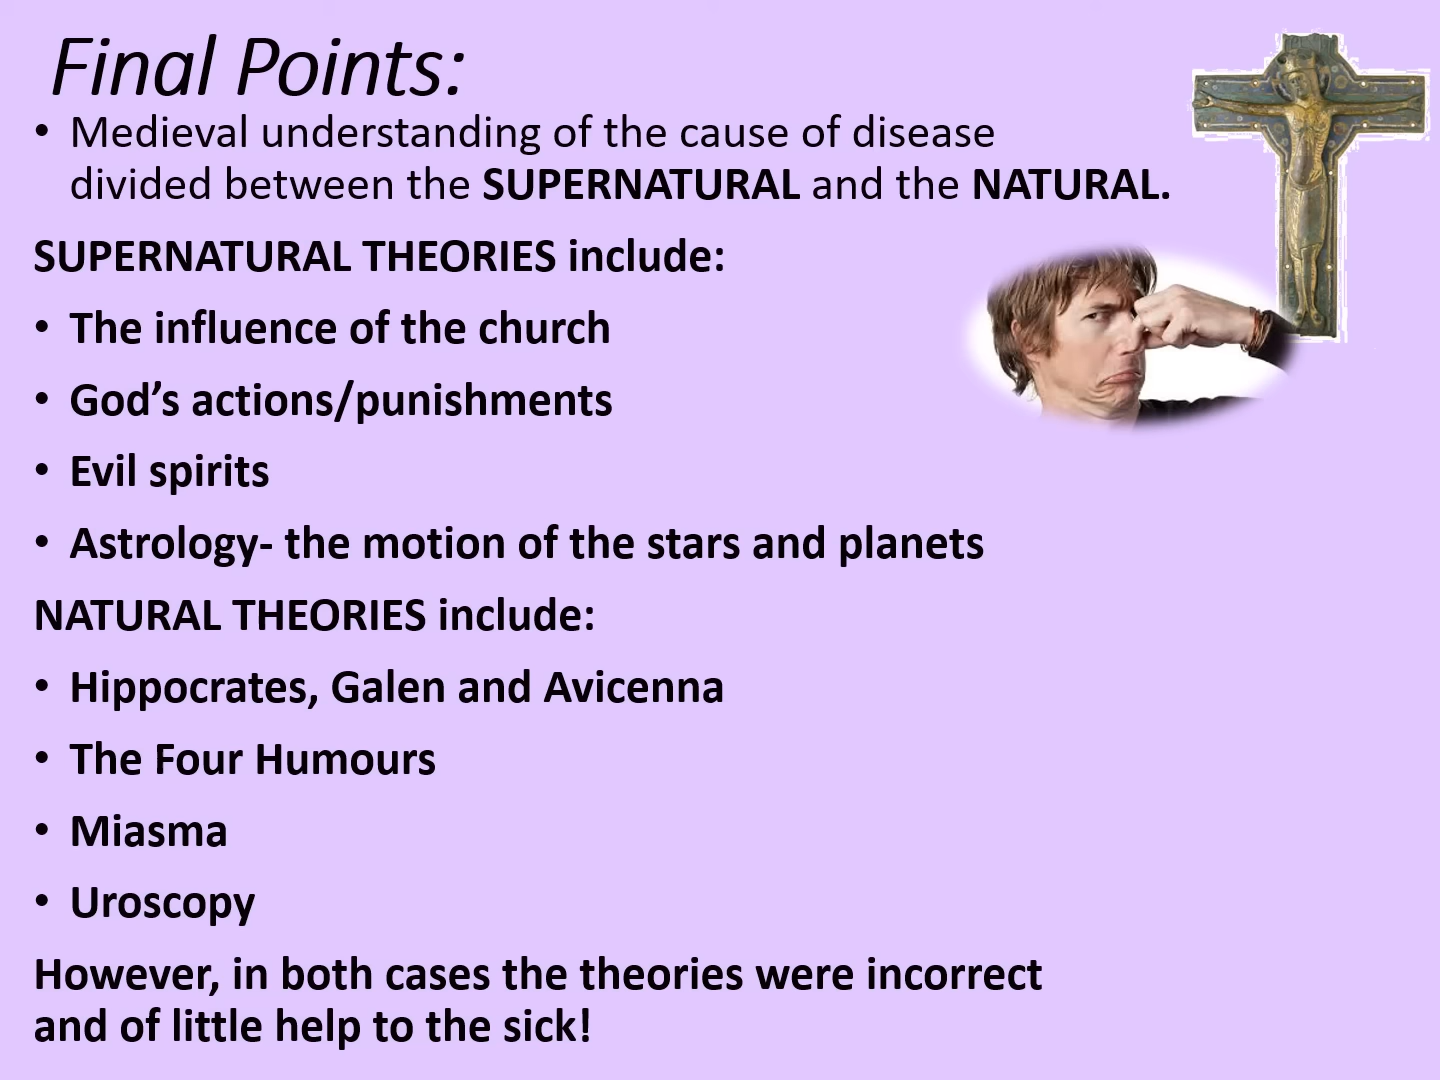 Final Points:
• Medieval understanding of the cause of disease
divided between the SUPERNATURAL and the NATURAL.
SUPERNATURAL THEORIES include:
• The influence of the church
• God’s actions/punishments
• Evil spirits
• Astrology- the motion of the stars and planets
NATURAL THEORIES include:
• Hippocrates, Galen and Avicenna
• The Four Humours
• Miasma
• Uroscopy
However, in both cases the theories were incorrect
and of little help to the sick!